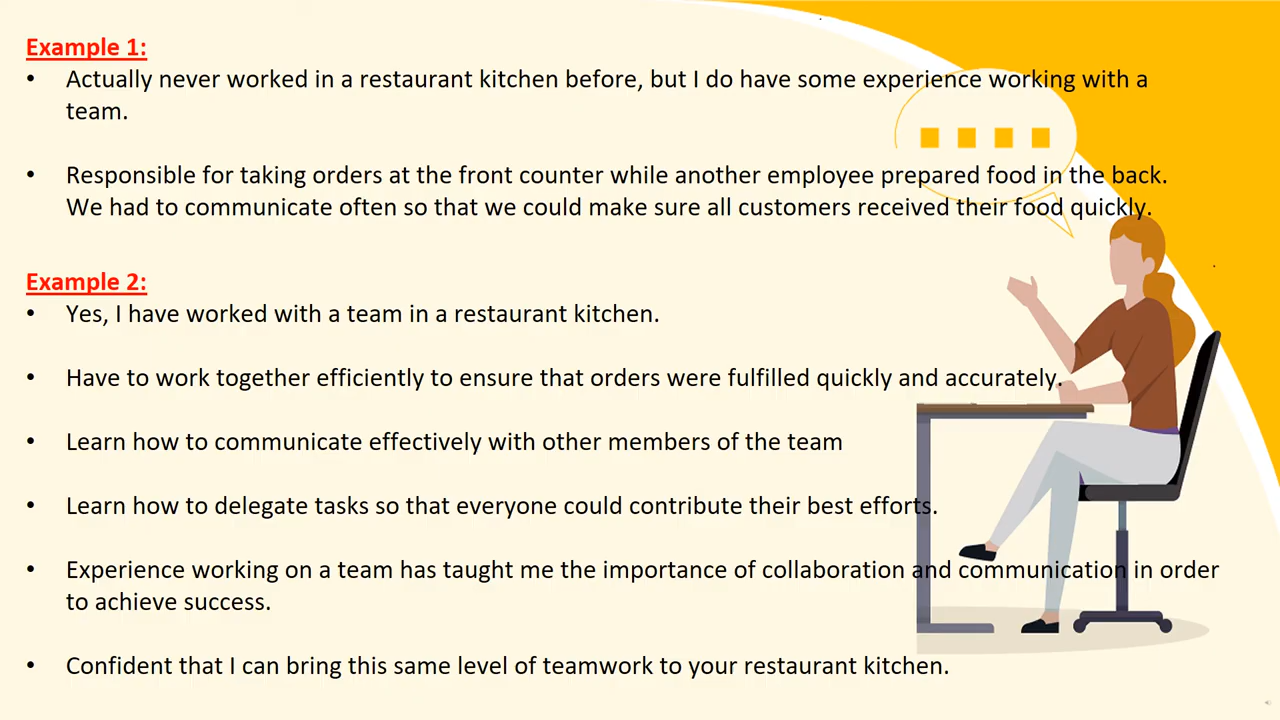 Example 1:
• Actually never worked in a restaurant kitchen before, but I do have some experience working with a
team.
• Responsible for taking orders at the front counter while another employee prepared food in the back.
We had to communicate often so that we could make sure all customers received their food quickly.
Example 2:
• Yes, I have worked with a team in a restaurant kitchen.
• Have to work together efficiently to ensure that orders were fulfilled quickly and accurately.
• Learn how to communicate effectively with other members of the team
• Learn how to delegate tasks so that everyone could contribute their best efforts.
• Experience working on a team has taught me the importance of collaboration and communication in order
to achieve success.
• Confident that I can bring this same level of teamwork to your restaurant kitchen.